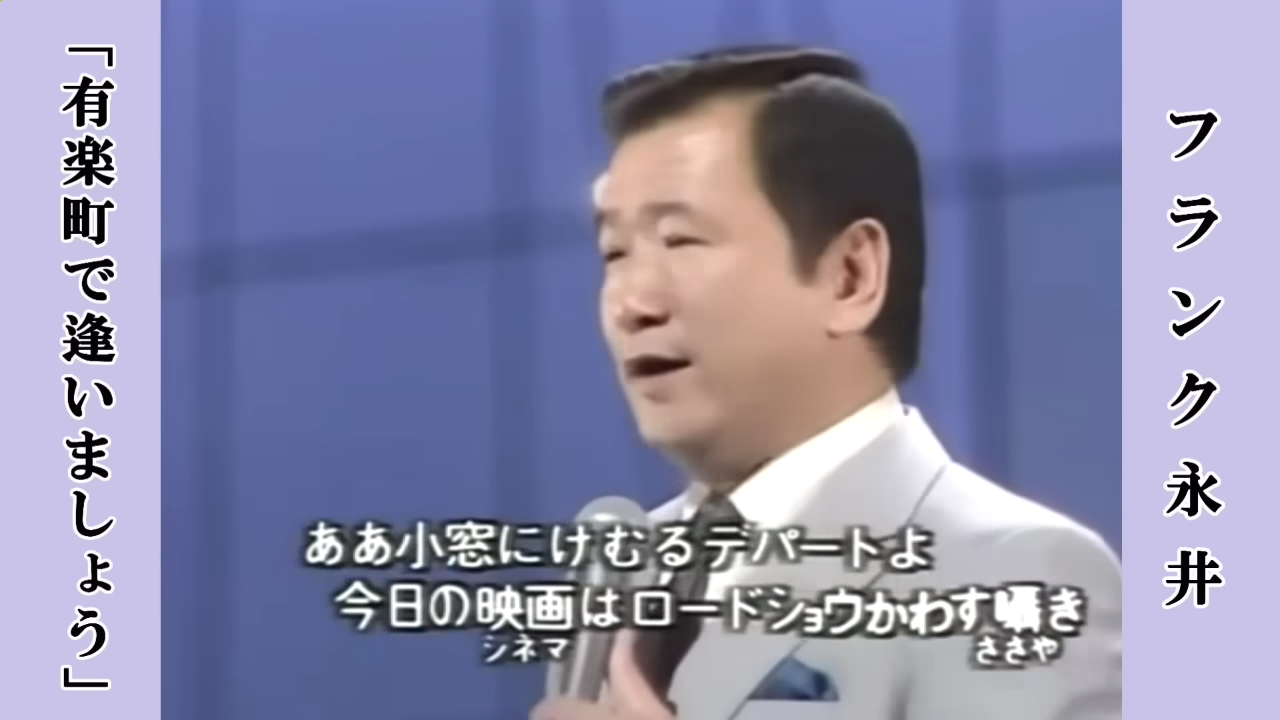 「有楽町で逢いましょう」
フランク永井
ああ小窓にけむるデパートよ
今日の映画はロードショウかわす囁き
シネマ
ささや